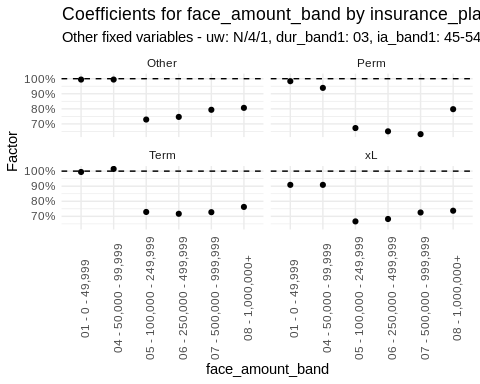 Coefficients for face_amount_band by insurance_pla
Other fixed variables - uw: N/4/1, dur_band1: 03, ia_band1: 45-54
Other
Perm
100%
90%
80%
70%
Term
xL
100%
90%
80%
70%
Factor
01 - 0 - 49,999
04 - 50,000 - 99,999
05 - 100,000 - 249,999
06 - 250,000 - 499,999
07 - 500,000 - 999,999
08 - 1,000,000+
01 - 0 - 49,999
04 - 50,000 - 99,999
05 - 100,000 - 249,999
06 - 250,000 - 499,999
07 - 500,000 - 999,999
08 - 1,000,000+
face_amount_band